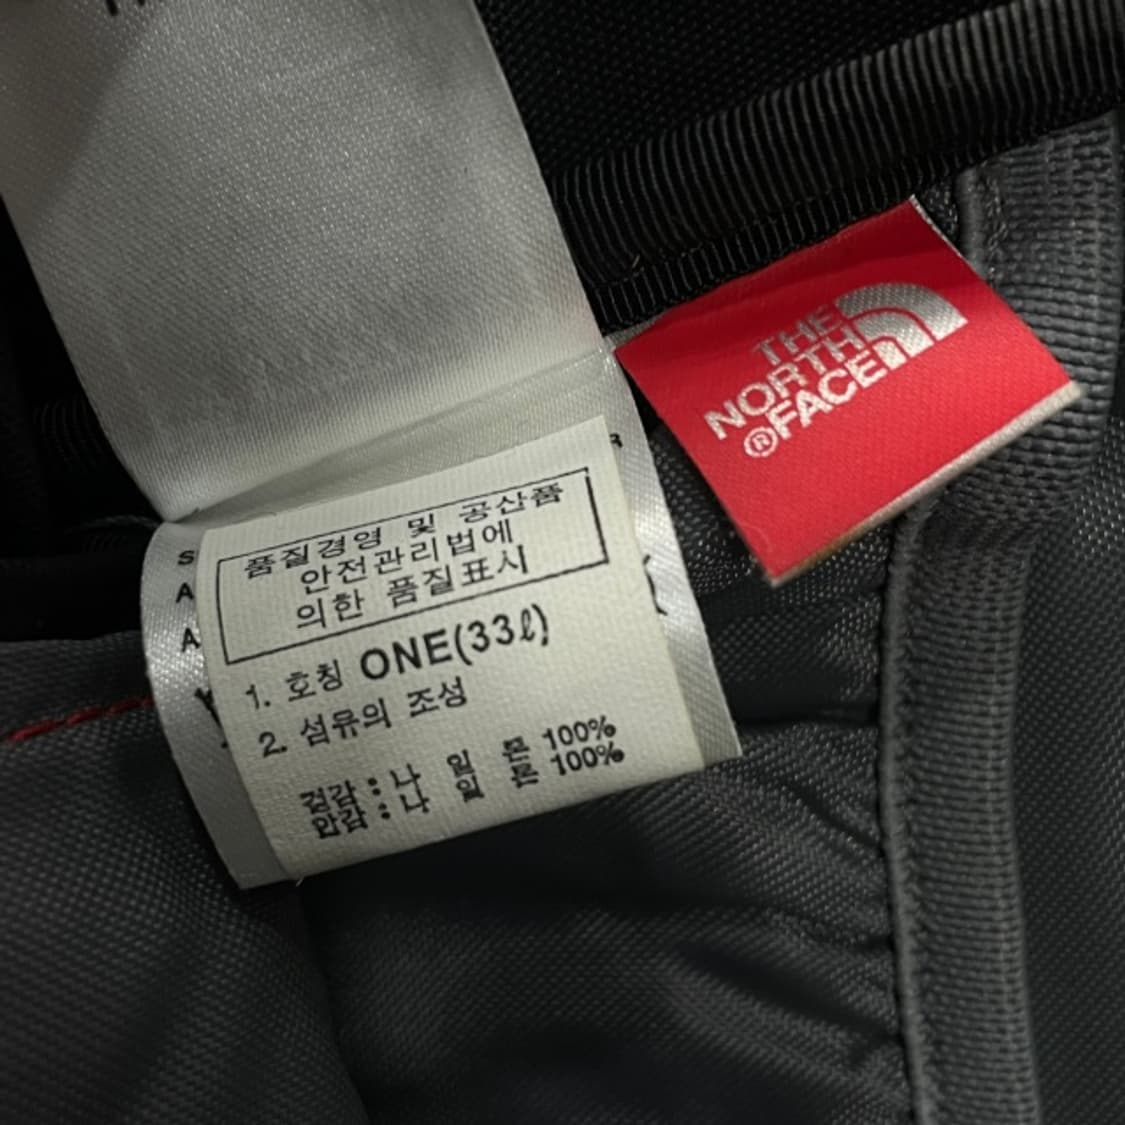 품질경영 및 공산품
안전관리법에
의한 품질표시
1. 호칭 ONE(33ℓ)
2. 섬뮤의 조성
겉감 : 나 일 론 100%
안감 : 나 일 론 100%
THE
NORTH
FACE
®
S
A
A
R